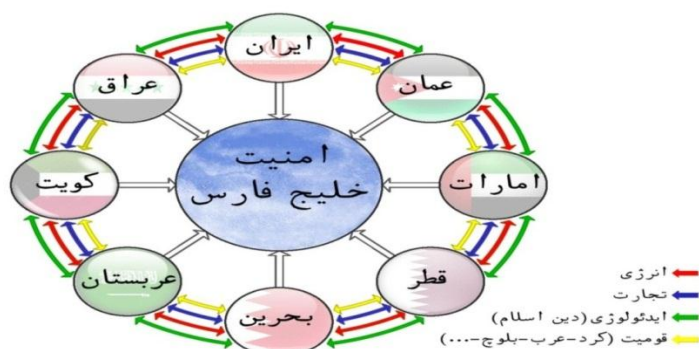 ایران
عراق
عمان
امنیت
خلیج فارس
کویت
امارات
عربستان
قطر
بحرین
انرژی
تجارت
ایدئولوژی(دین اسلام)
قومیت (کرد-عرب-بلوچ-...)